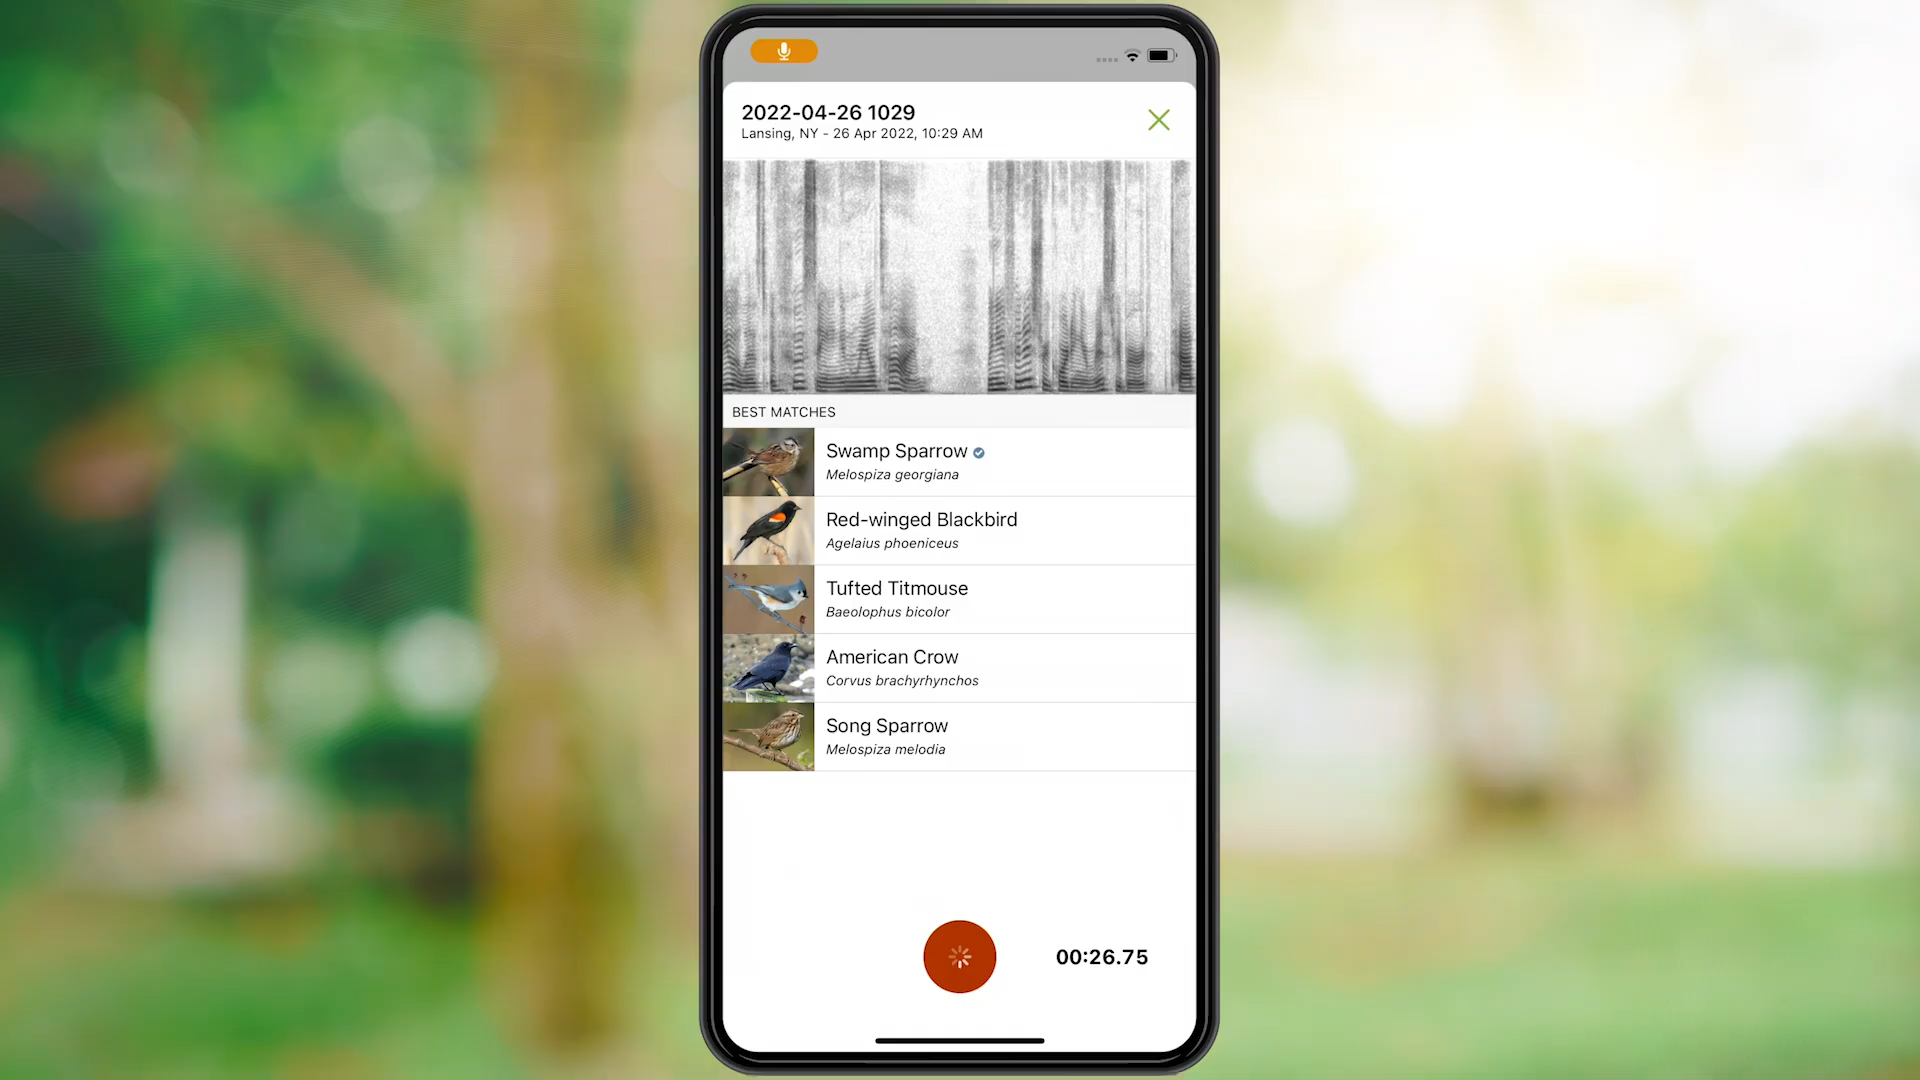 2022-04-26 1029
Lansing, NY - 26 Apr 2022, 10:29 AM
BEST MATCHES
Swamp Sparrow
Melospiza georgiana
Red-winged Blackbird
Agelaius phoeniceus
Tufted Titmouse
Baeolophus bicolor
American Crow
Corvus brachyrhynchos
Song Sparrow
Melospiza melodia
00:26.75